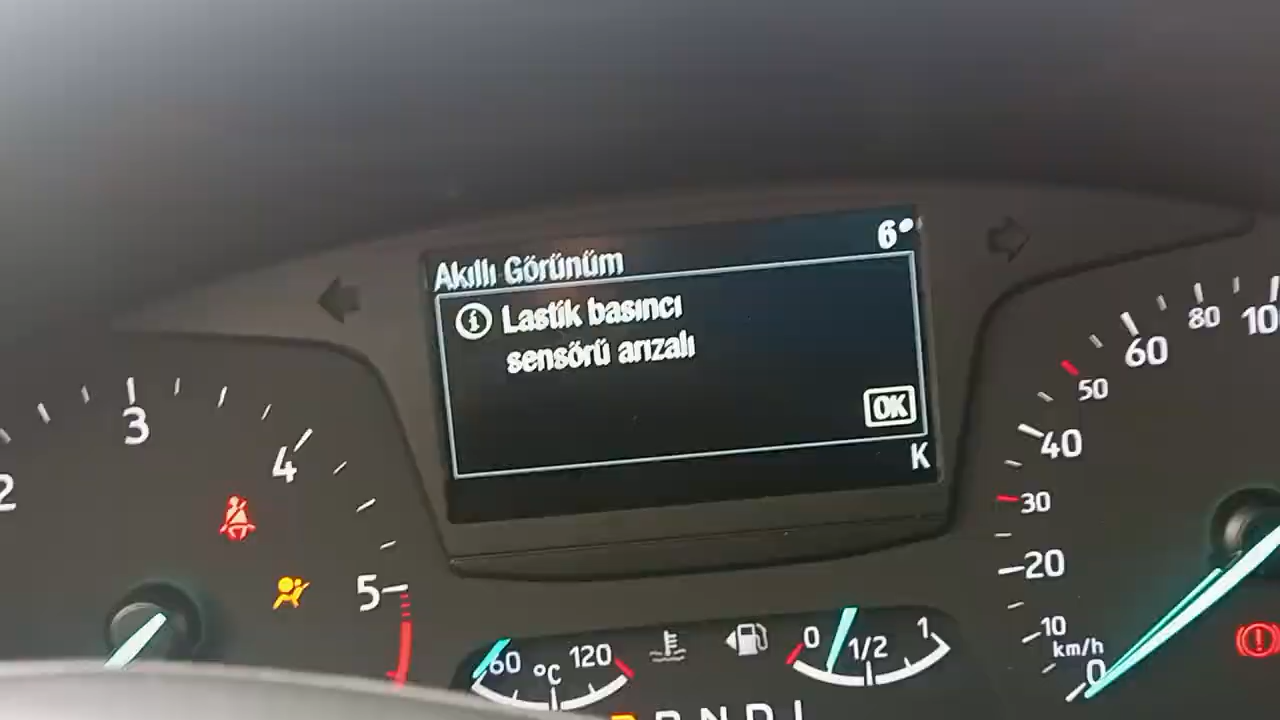 Akıllı Görünüm 6°
Lastik basıncı
sensörü arızalı
OK
K
2 3 4 5
60 °C 120
0 1/2 1
0 10 20 30 40 50 60 80 10
km/h
R N D L